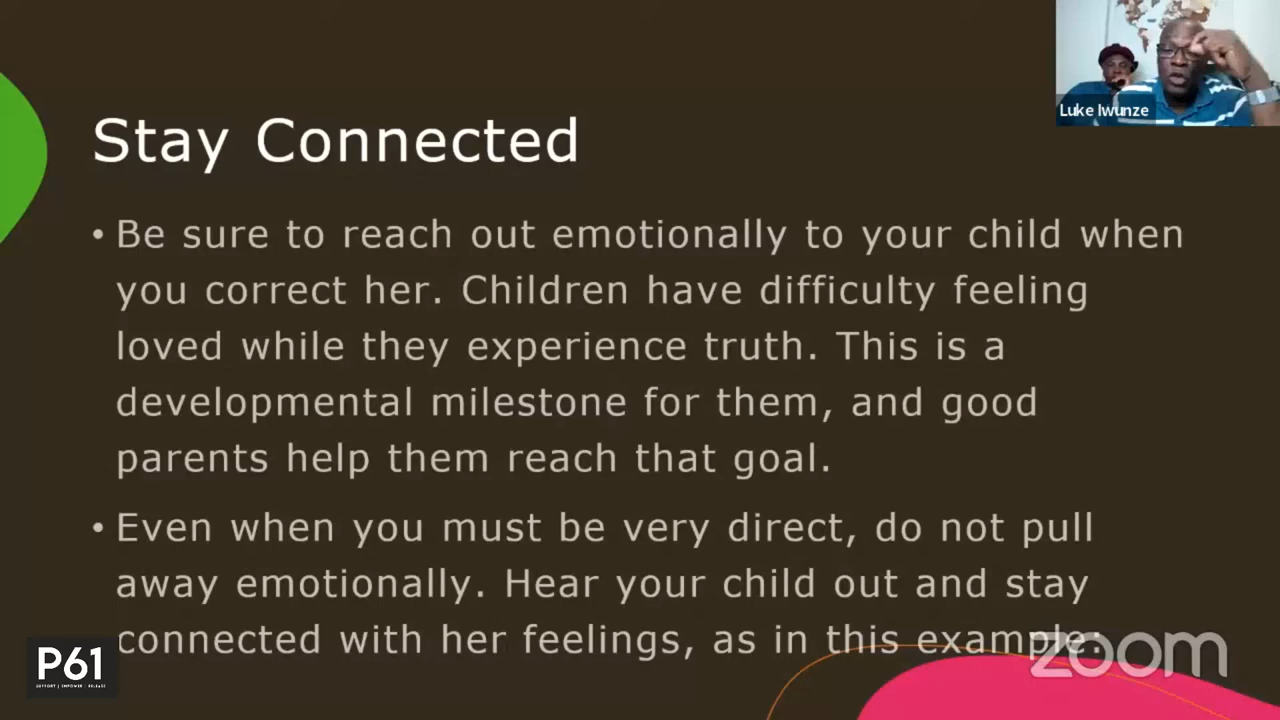 Luke Iwunze
Stay Connected
• Be sure to reach out emotionally to your child when
you correct her. Children have difficulty feeling
loved while they experience truth. This is a
developmental milestone for them, and good
parents help them reach that goal.
• Even when you must be very direct, do not pull
away emotionally. Hear your child out and stay
connected with her feelings, as in this example:
P61
SUPPORT | EMPOWER | RELEASE
zoom